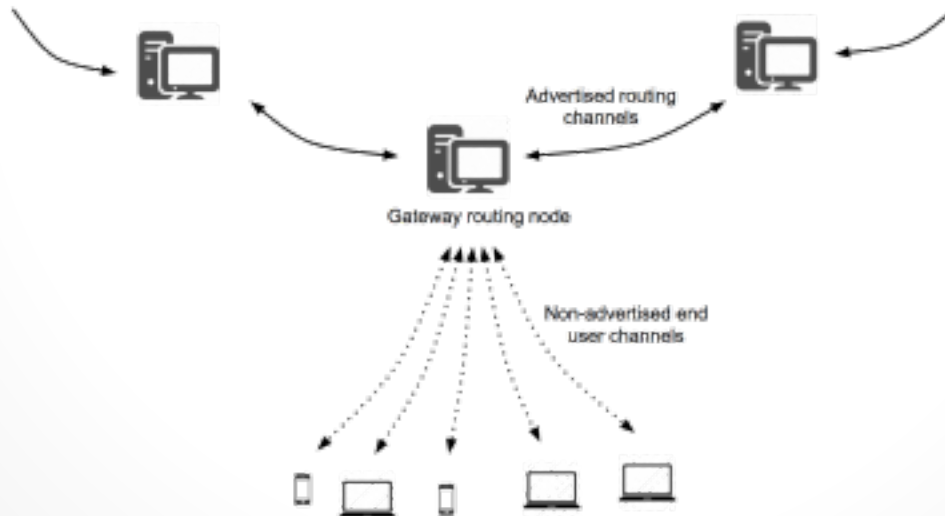 Advertised routing
channels
Gateway routing node
Non-advertised end
user channels